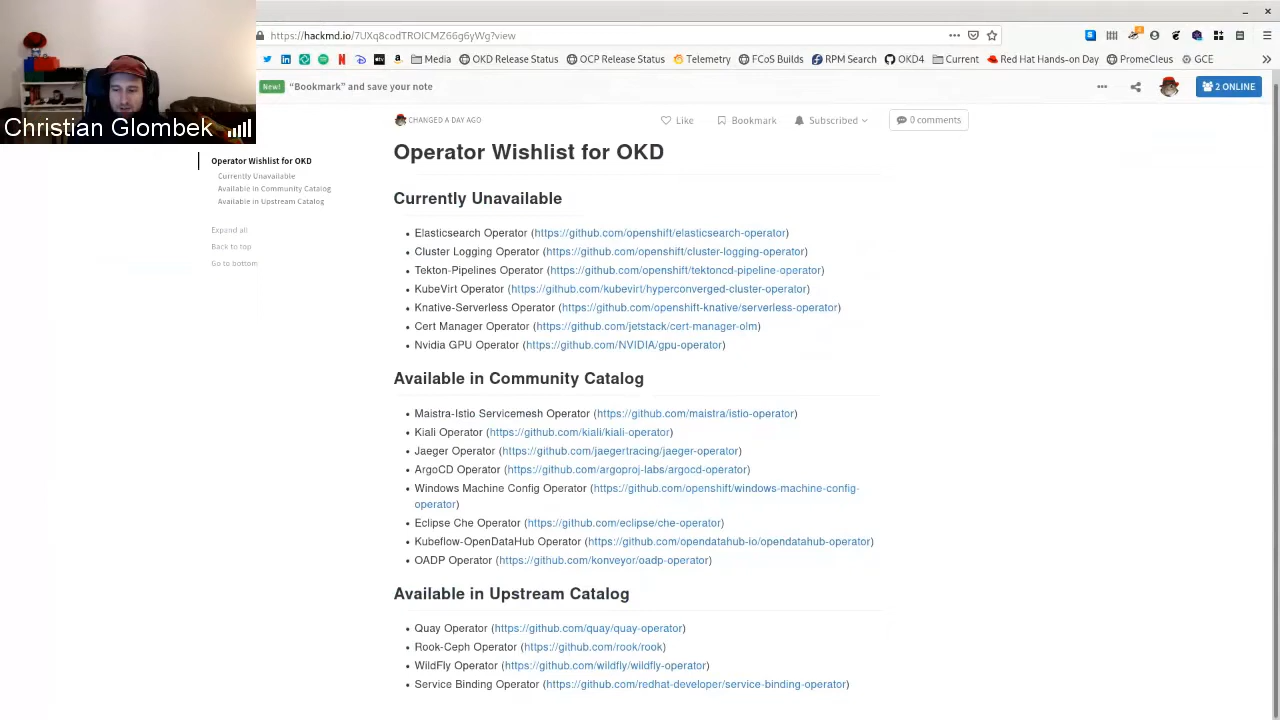 https://hackmd.io/7UXq8codTROICMZ66g6yWg?view
Media OKD Release Status OCP Release Status Telemetry FCoS Builds RPM Search OKD4 Current Red Hat Hands-on Day PromeCleus GCE
New! “Bookmark” and save your note
2 ONLINE
Christian Glombek
CHANGED A DAY AGO Like Bookmark Subscribed 0 comments
Operator Wishlist for OKD
Currently Unavailable
Available in Community Catalog
Available in Upstream Catalog
Expand all
Back to top
Go to bottom
Operator Wishlist for OKD
Currently Unavailable
• Elasticsearch Operator (https://github.com/openshift/elasticsearch-operator)
• Cluster Logging Operator (https://github.com/openshift/cluster-logging-operator)
• Tekton-Pipelines Operator (https://github.com/openshift/tektoncd-pipeline-operator)
• KubeVirt Operator (https://github.com/kubevirt/hyperconverged-cluster-operator)
• Knative-Serverless Operator (https://github.com/openshift-knative/serverless-operator)
• Cert Manager Operator (https://github.com/jetstack/cert-manager-olm)
• Nvidia GPU Operator (https://github.com/NVIDIA/gpu-operator)
Available in Community Catalog
• Maistra-Istio Servicemesh Operator (https://github.com/maistra/istio-operator)
• Kiali Operator (https://github.com/kiali/kiali-operator)
• Jaeger Operator (https://github.com/jaegertracing/jaeger-operator)
• ArgoCD Operator (https://github.com/argoproj-labs/argocd-operator)
• Windows Machine Config Operator (https://github.com/openshift/windows-machine-config-
operator)
• Eclipse Che Operator (https://github.com/eclipse/che-operator)
• Kubeflow-OpenDataHub Operator (https://github.com/opendatahub-io/opendatahub-operator)
• OADP Operator (https://github.com/konveyor/oadp-operator)
Available in Upstream Catalog
• Quay Operator (https://github.com/quay/quay-operator)
• Rook-Ceph Operator (https://github.com/rook/rook)
• WildFly Operator (https://github.com/wildfly/wildfly-operator)
• Service Binding Operator (https://github.com/redhat-developer/service-binding-operator)